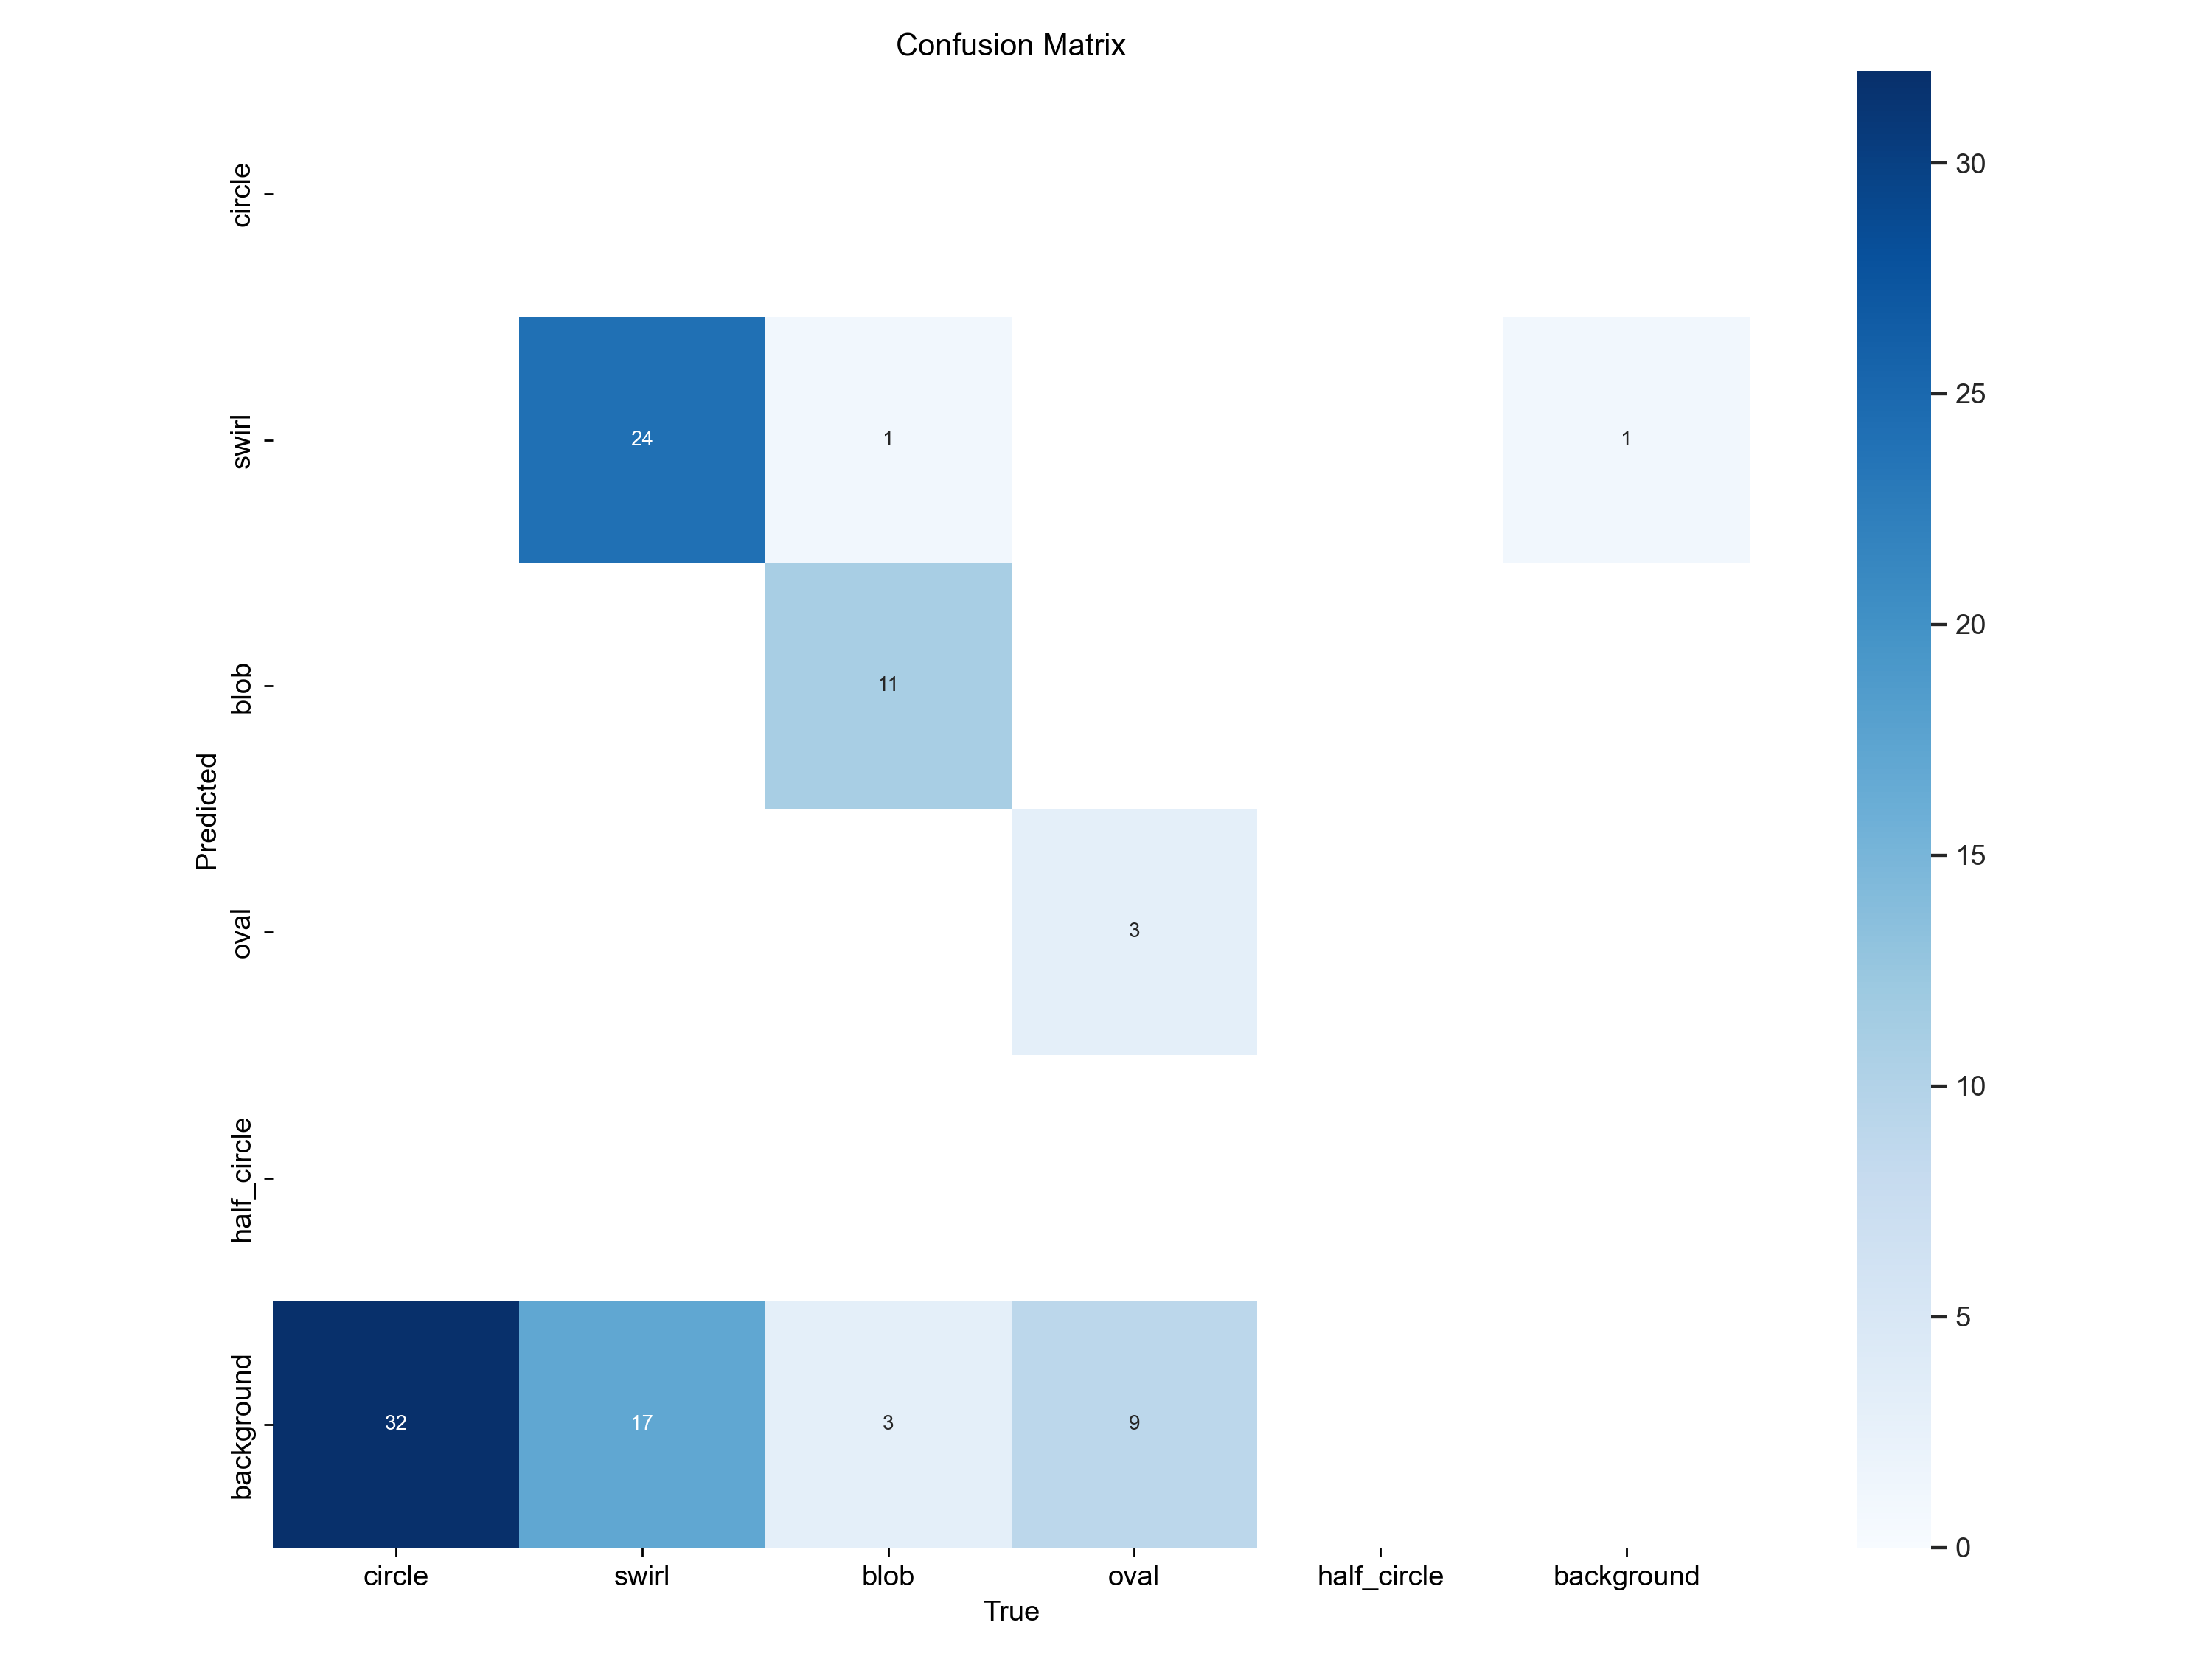 Confusion Matrix
circle
swirl
blob
oval
half_circle
background
Predicted
24
1
1
11
3
32
17
3
9
circle
swirl
blob
oval
half_circle
background
True
30
25
20
15
10
5
0